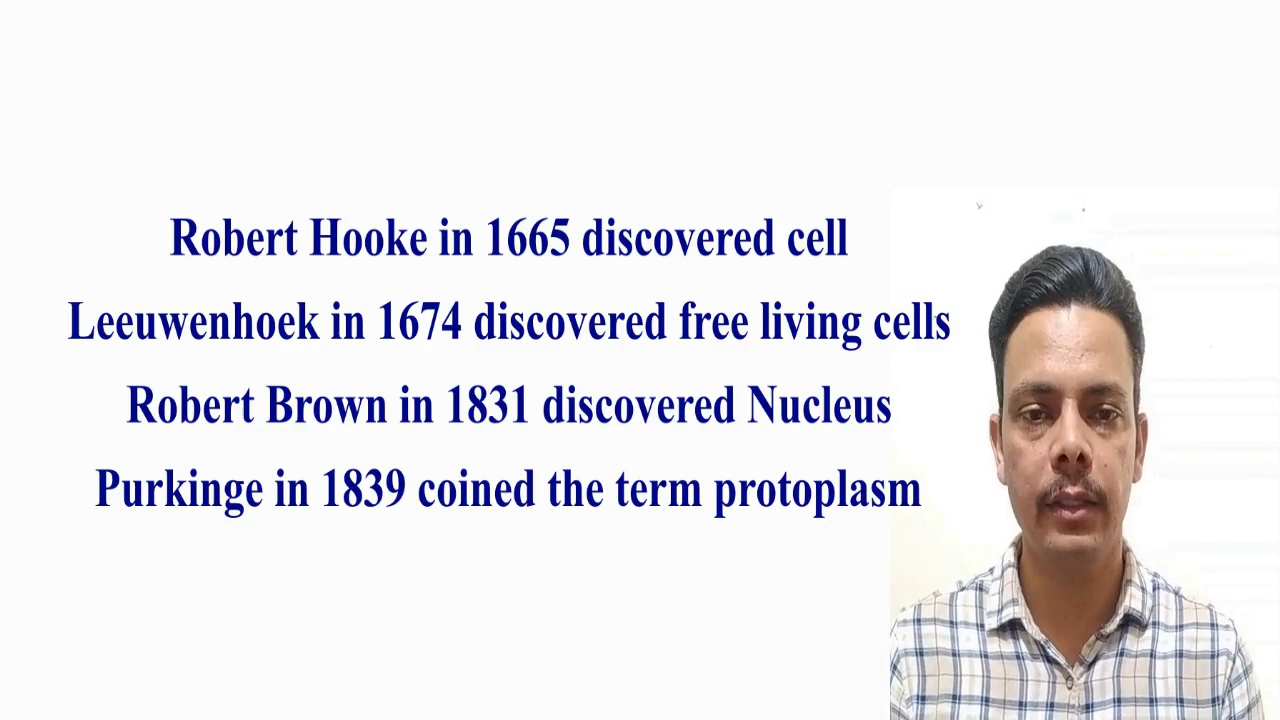 Robert Hooke in 1665 discovered cell
Leeuwenhoek in 1674 discovered free living cells
Robert Brown in 1831 discovered Nucleus
Purkinge in 1839 coined the term protoplasm